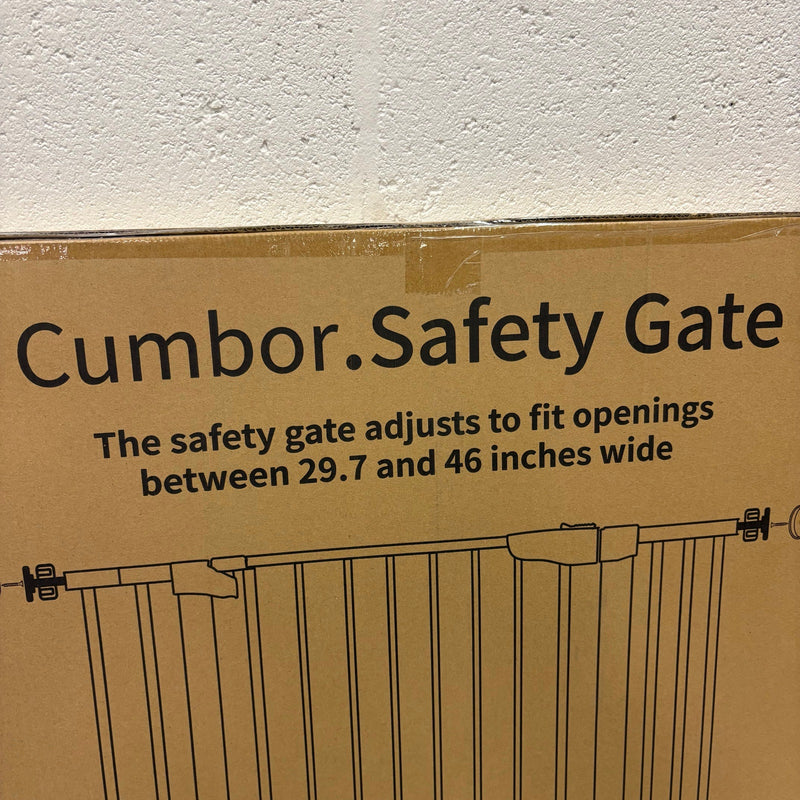 Cumbor.Safety Gate
The safety gate adjusts to fit openings
between 29.7 and 46 inches wide